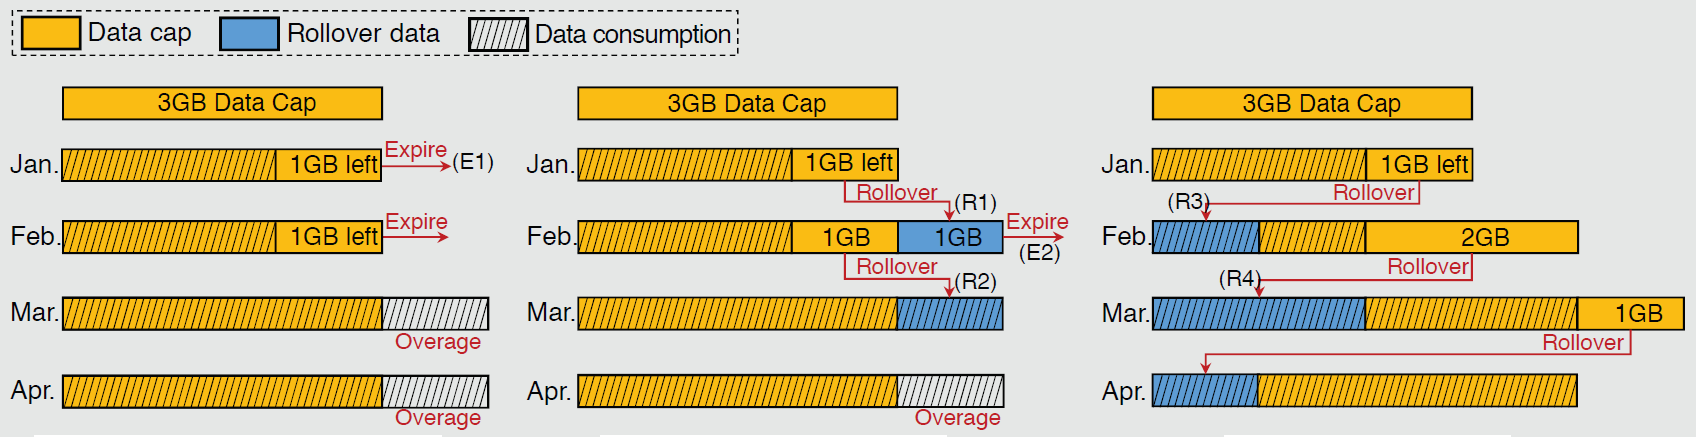 Data cap
Rollover data
Data consumption
3GB Data Cap
Jan.
1GB left
Expire
(E1)
Feb.
1GB left
Expire
Mar.
Overage
Apr.
Overage
3GB Data Cap
Jan.
1GB left
Rollover
(R1)
Feb.
1GB
1GB
Expire
(E2)
Rollover
(R2)
Mar.
Apr.
Overage
3GB Data Cap
Jan.
1GB left
Rollover
(R3)
Feb.
2GB
Rollover
(R4)
Mar.
1GB
Rollover
Apr.